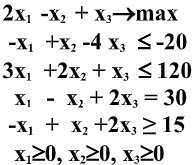 2x₁ -x₂ + x₃→max
-x₁ +x₂ -4 x₃ ≤ -20
3x₁ +2x₂ + x₃ ≤ 120
x₁ - x₂ + 2x₃ = 30
-x₁ + x₂ +2x₃ ≥ 15
x₁≥0, x₂≥0, x₃≥0